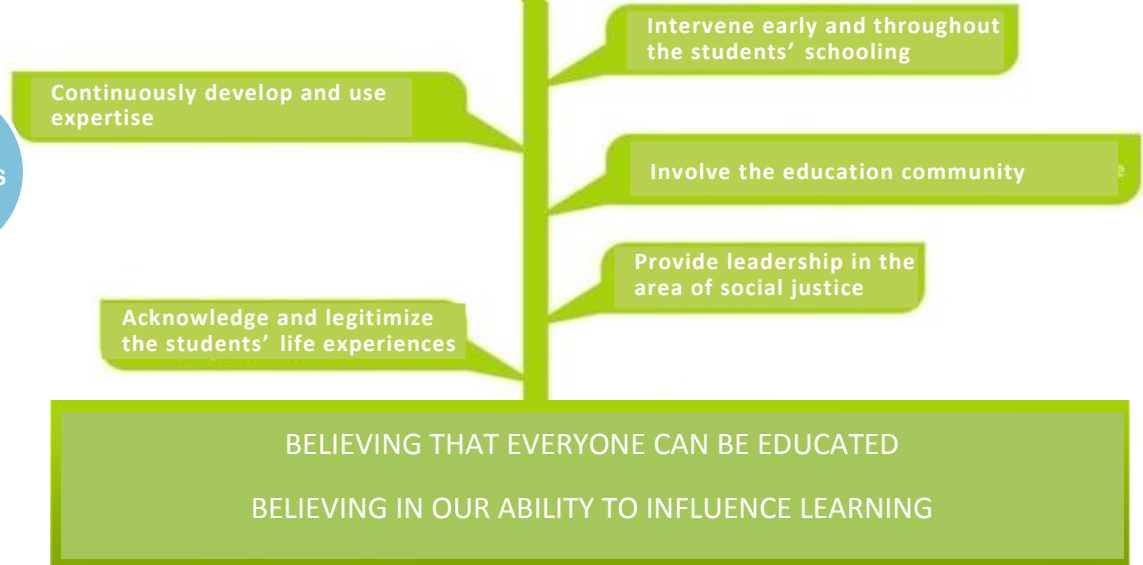 Intervene early and throughout
the students’ schooling
Continuously develop and use
expertise
Involve the education community
Provide leadership in the
area of social justice
Acknowledge and legitimize
the students’ life experiences
BELIEVING THAT EVERYONE CAN BE EDUCATED
BELIEVING IN OUR ABILITY TO INFLUENCE LEARNING